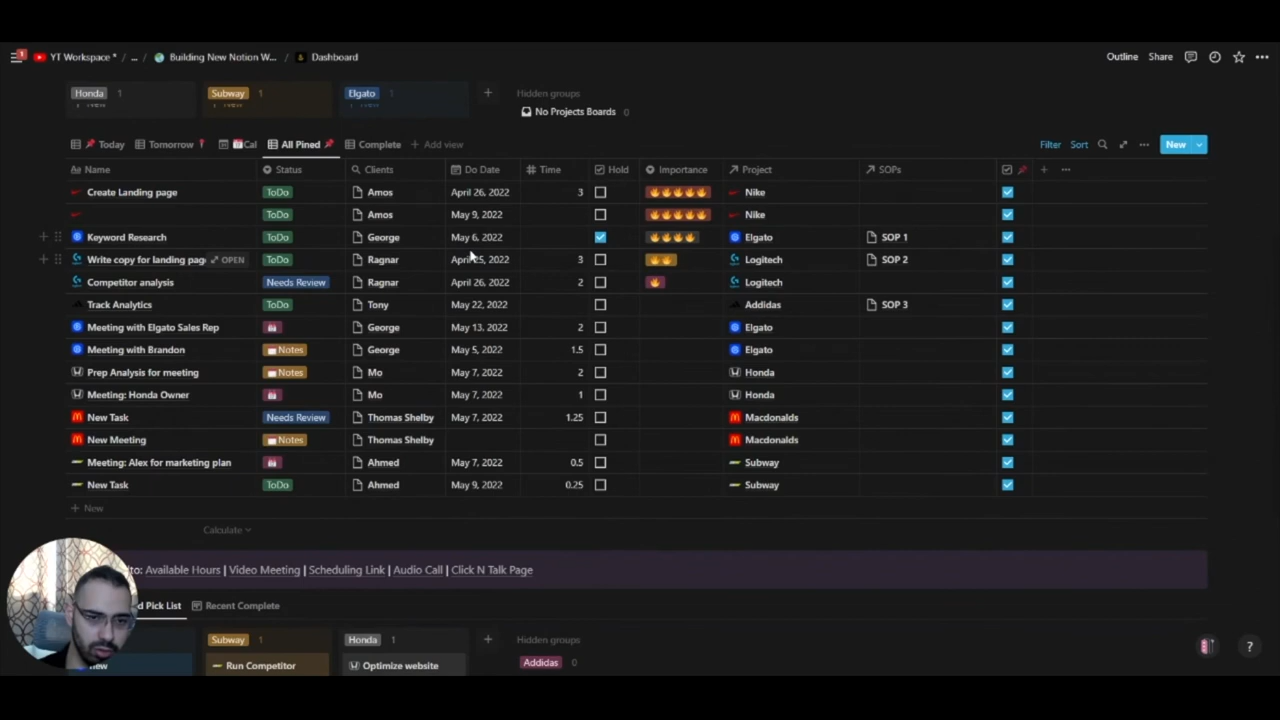 1 YT Workspace * / ... / Building New Notion W... / Dashboard Outline Share
Honda 1 Subway 1 Elgato 1 Hidden groups
No Projects Boards 0
Today Tomorrow Cal All Pined Complete + Add view Filter Sort New
Name Status Clients Do Date Time Hold Importance Project SOPs
Create Landing page ToDo Amos April 26, 2022 3 Nike
ToDo Amos May 9, 2022 Nike
Keyword Research ToDo George May 6, 2022 Elgato SOP 1
Write copy for landing page OPEN ToDo Ragnar April 25, 2022 3 Logitech SOP 2
Competitor analysis Needs Review Ragnar April 26, 2022 2 Logitech
Track Analytics ToDo Tony May 22, 2022 Addidas SOP 3
Meeting with Elgato Sales Rep George May 13, 2022 2 Elgato
Meeting with Brandon Notes George May 5, 2022 1.5 Elgato
Prep Analysis for meeting Notes Mo May 7, 2022 2 Honda
Meeting: Honda Owner Mo May 7, 2022 1 Honda
New Task Needs Review Thomas Shelby May 7, 2022 1.25 Macdonalds
New Meeting Notes Thomas Shelby Macdonalds
Meeting: Alex for marketing plan Ahmed May 7, 2022 0.5 Subway
New Task ToDo Ahmed May 9, 2022 0.25 Subway
+ New
Calculate
to: Available Hours | Video Meeting | Scheduling Link | Audio Call | Click N Talk Page
d Pick List Recent Complete
Subway 1 Honda 1 Hidden groups
new Run Competitor Optimize website Addidas 0
?